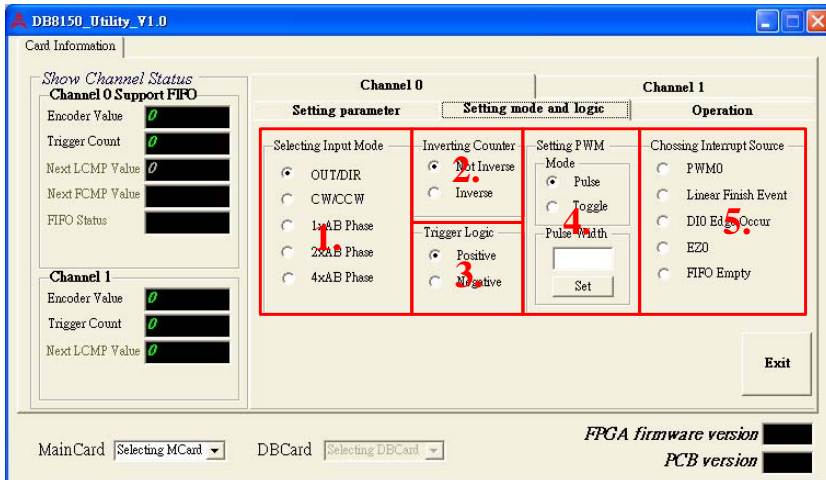 DB8150_Utility_V1.0
Card Information
Show Channel Status
Channel 0 Support FIFO
Encoder Value 0
Trigger Count 0
Next LCMP Value 0
Next FCMP Value
FIFO Status
Channel 1
Encoder Value 0
Trigger Count 0
Next LCMP Value 0
Channel 0
Channel 1
Setting parameter
Setting mode and logic
Operation
Selecting Input Mode
OUT/DIR
CW/CCW
1xAB Phase
2xAB Phase
4xAB Phase
1.
Inverting Counter
Not Inverse
Inverse
2.
Trigger Logic
Positive
Negative
3.
Setting PWM
Mode
Pulse
Toggle
Pulse Width
Set
4.
Chossing Interrupt Source
PWM0
Linear Finish Event
DI0 Edge Occur
EZ0
FIFO Empty
5.
Exit
MainCard Selecting MCard
DBCard Selecting DBCard
FPGA firmware version
PCB version